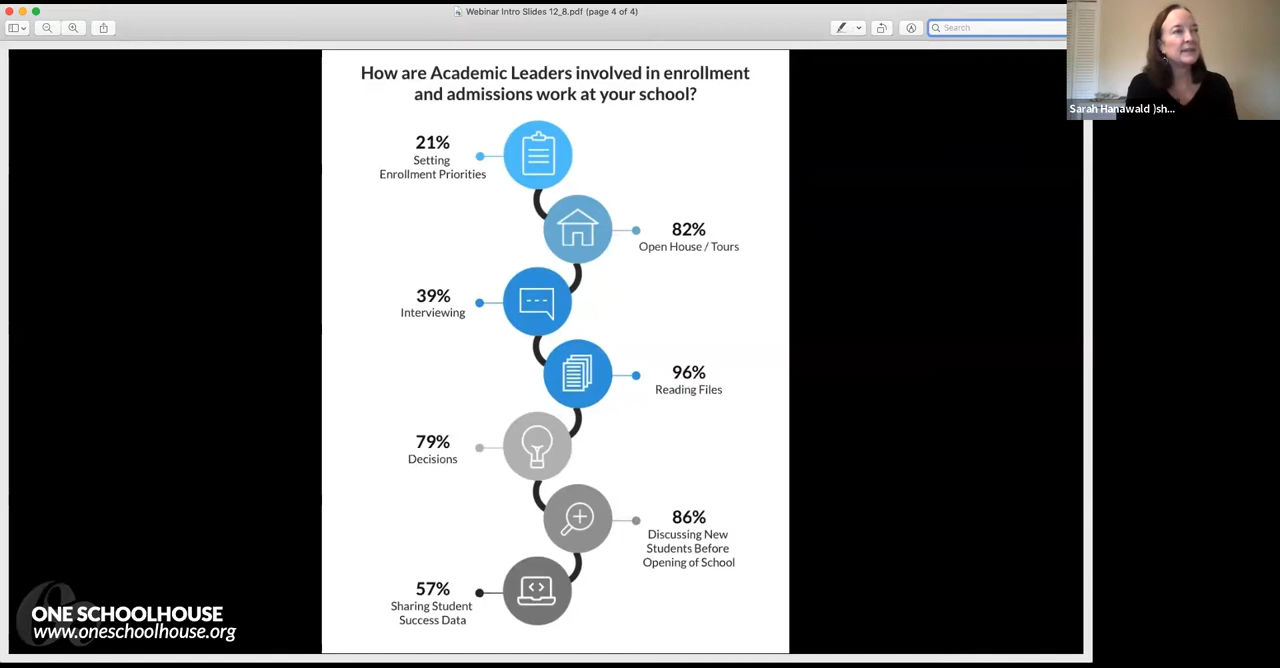 Webinar Intro Slides 12_8.pdf (page 4 of 4)
Search
Sarah Hanawald )sh...
How are Academic Leaders involved in enrollment
and admissions work at your school?
21%
Setting
Enrollment Priorities
82%
Open House / Tours
39%
Interviewing
96%
Reading Files
79%
Decisions
86%
Discussing New
Students Before
Opening of School
57%
Sharing Student
Success Data
ONE SCHOOLHOUSE
www.oneschoolhouse.org